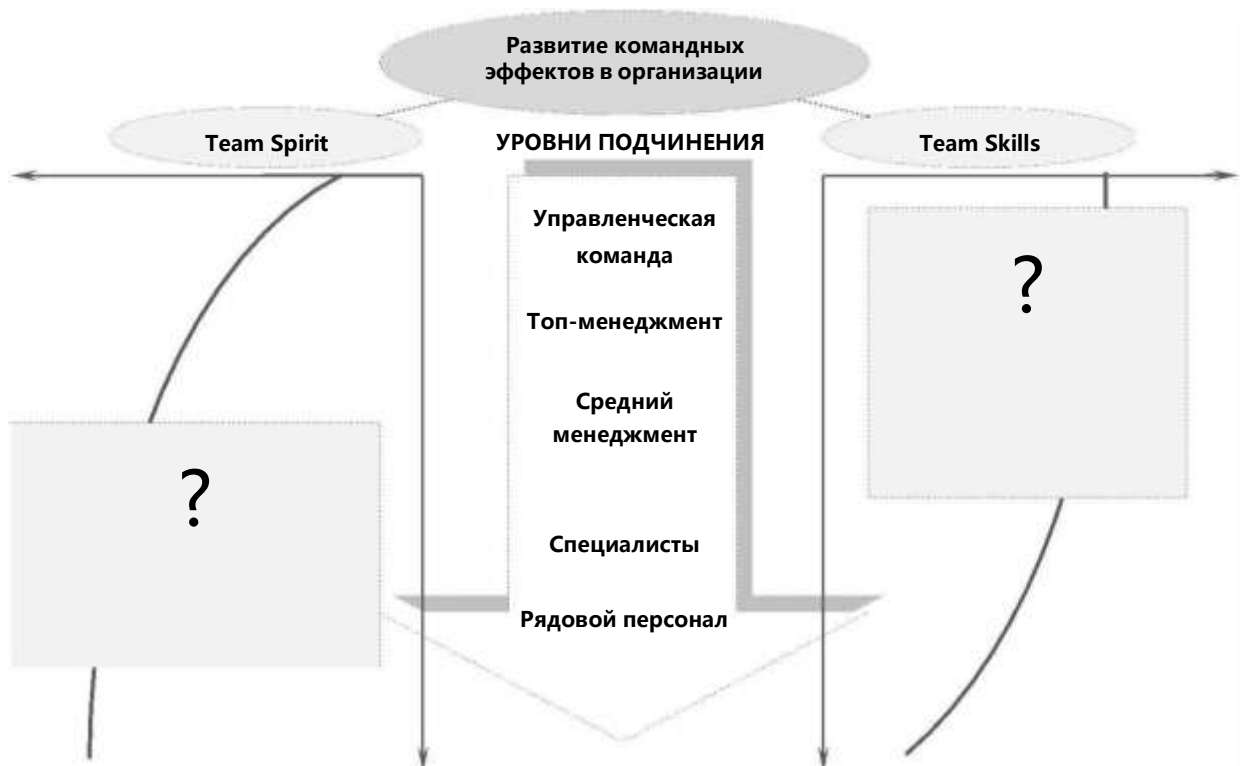 Развитие командных
эффектов в организации
Team Spirit
УРОВНИ ПОДЧИНЕНИЯ
Team Skills
Управленческая
команда
?
Топ-менеджмент
Средний
менеджмент
?
Специалисты
Рядовой персонал